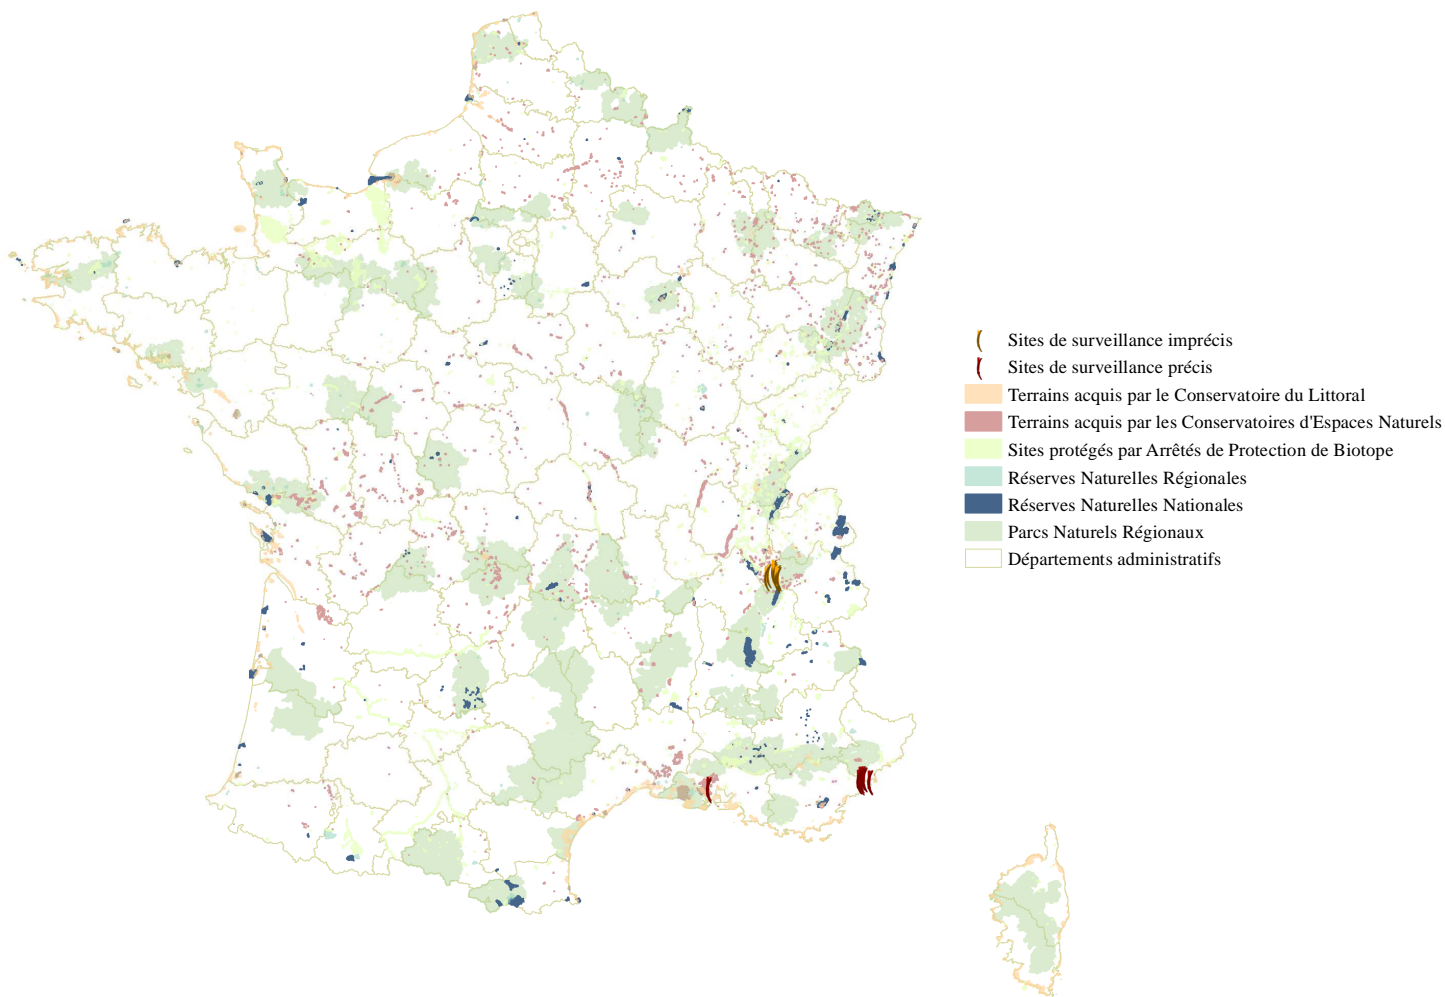 Sites de surveillance imprécis
Sites de surveillance précis
Terrains acquis par le Conservatoire du Littoral
Terrains acquis par les Conservatoires d'Espaces Naturels
Sites protégés par Arrêtés de Protection de Biotope
Réserves Naturelles Régionales
Réserves Naturelles Nationales
Parcs Naturels Régionaux
Départements administratifs